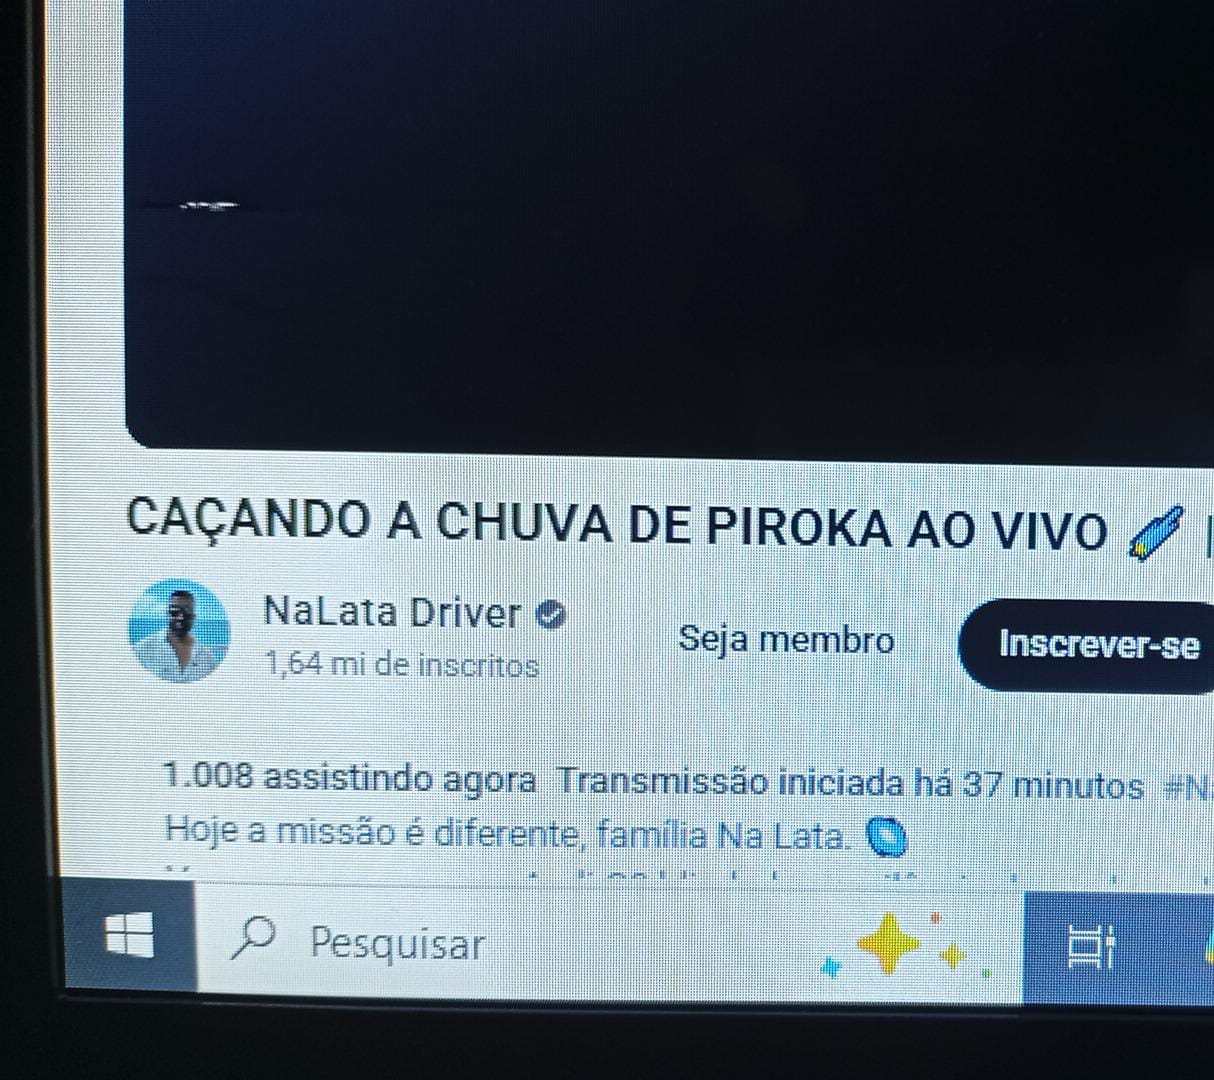 CAÇANDO A CHUVA DE PIROKA AO VIVO
NaLata Driver
1,64 mi de inscritos
Seja membro
Inscrever-se
1.008 assistindo agora Transmissão iniciada há 37 minutos
Hoje a missão é diferente, família Na Lata.
Pesquisar